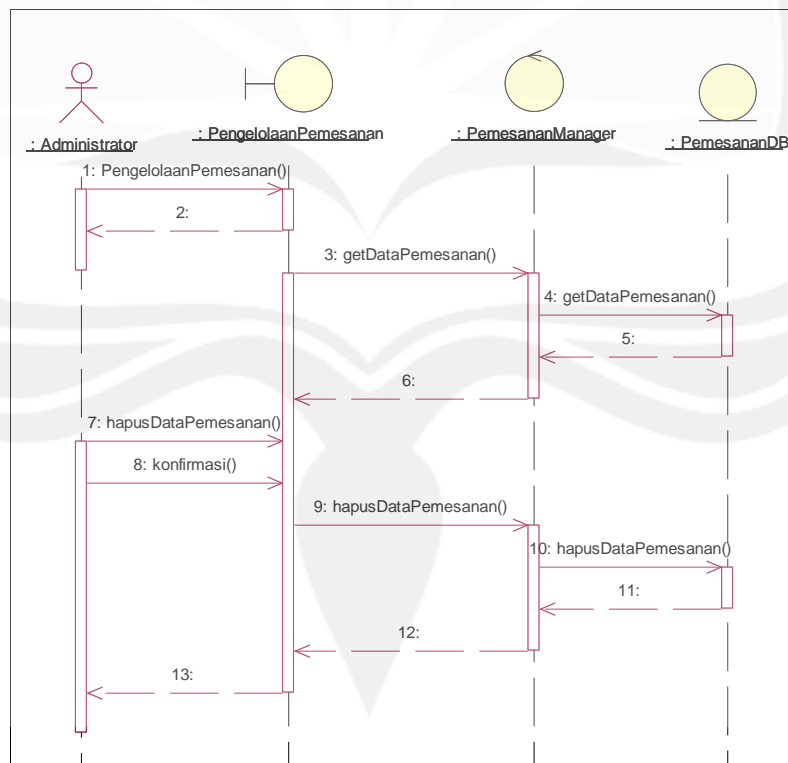 : Administrator
: PengelolaanPemesanan
: PemesananManager
: PemesananDB
1: PengelolaanPemesanan()
2:
3: getDataPemesanan()
4: getDataPemesanan()
5:
6:
7: hapusDataPemesanan()
8: konfirmasi()
9: hapusDataPemesanan()
10: hapusDataPemesanan()
11:
12:
13: